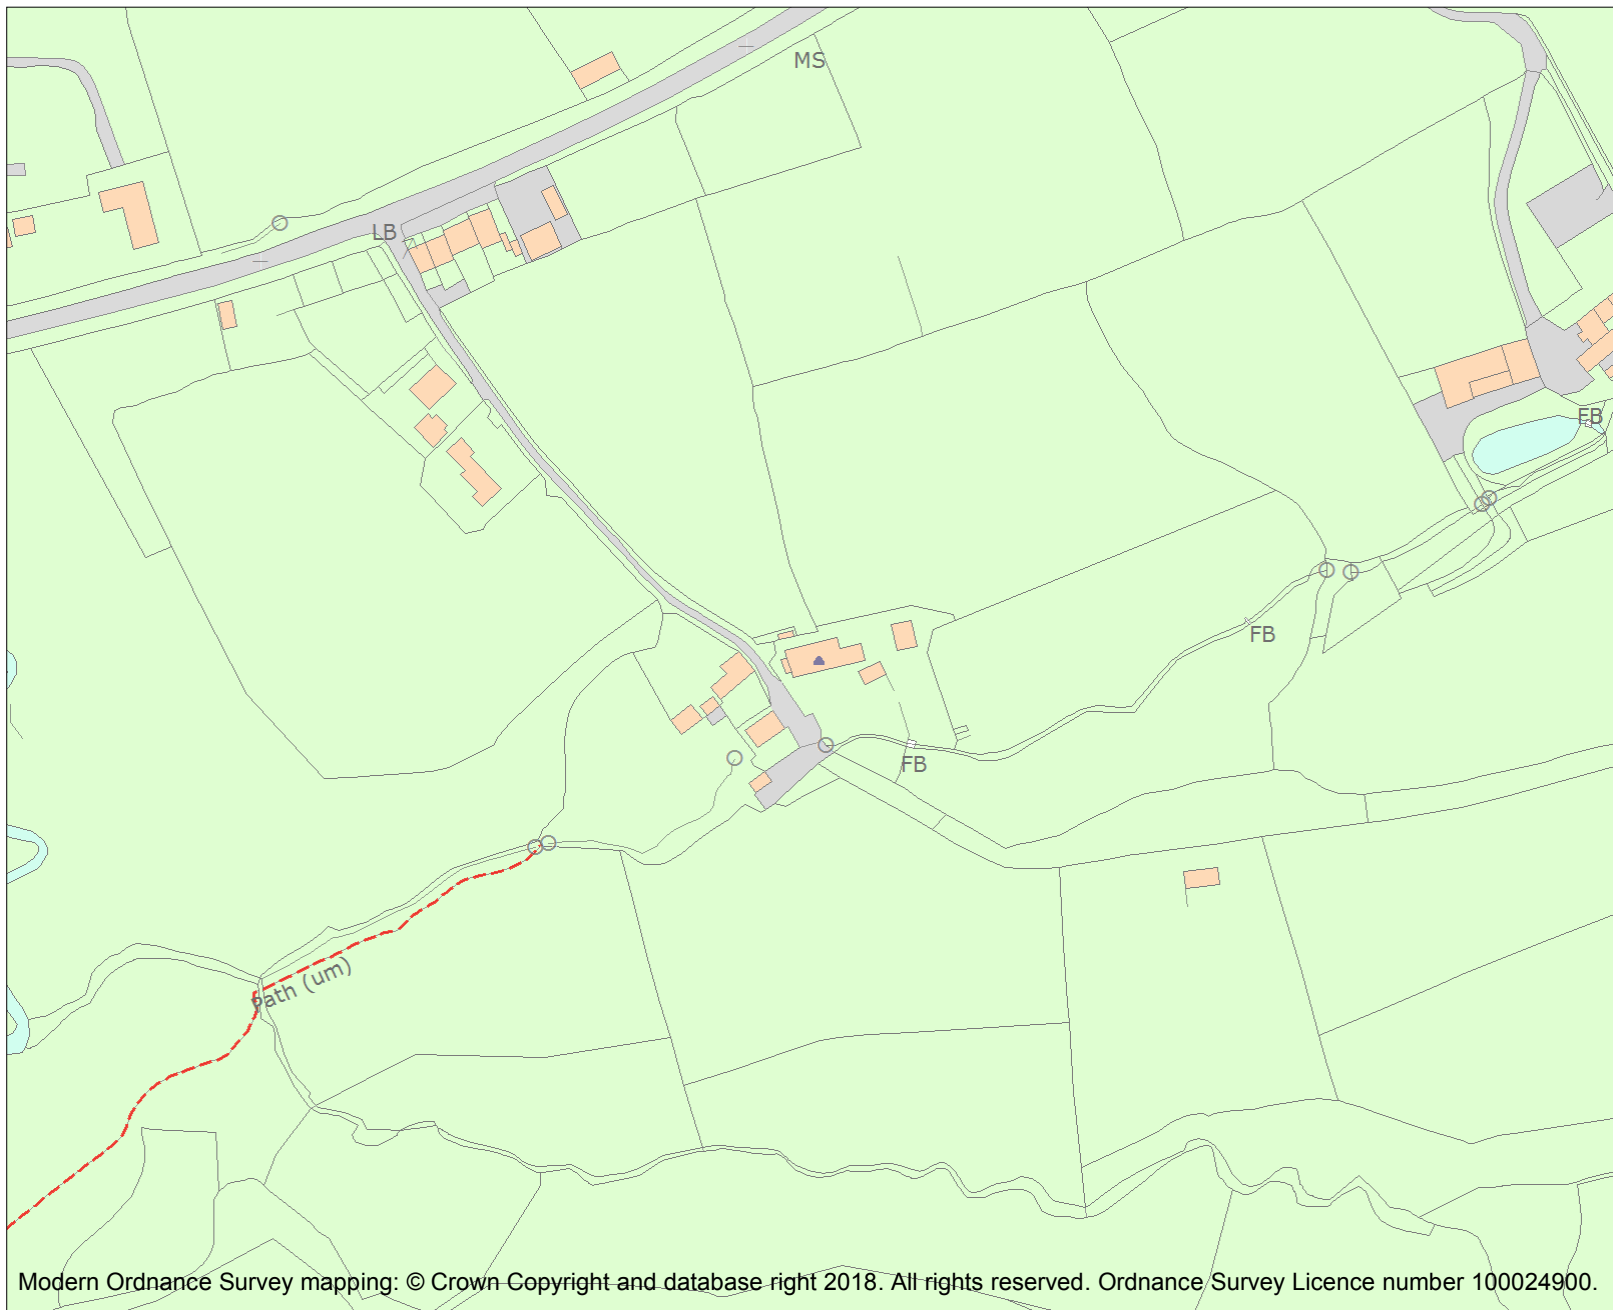 MS
LB
FB
FB
FB
Path (um)
Modern Ordnance Survey mapping: © Crown Copyright and database right 2018. All rights reserved. Ordnance Survey Licence number 100024900.